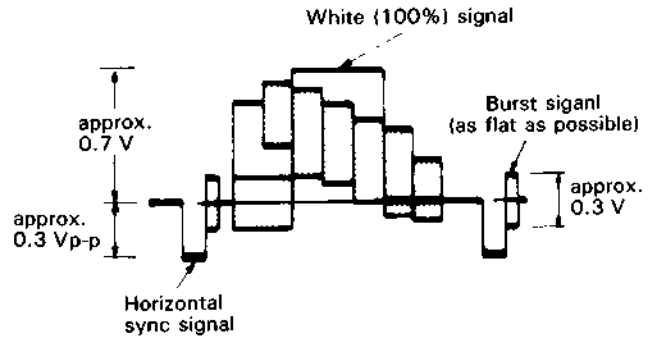 White (100%) signal
approx.
0.7 V
Burst siganl
(as flat as possible)
approx.
0.3 V
approx.
0.3 Vp-p
Horizontal
sync signal